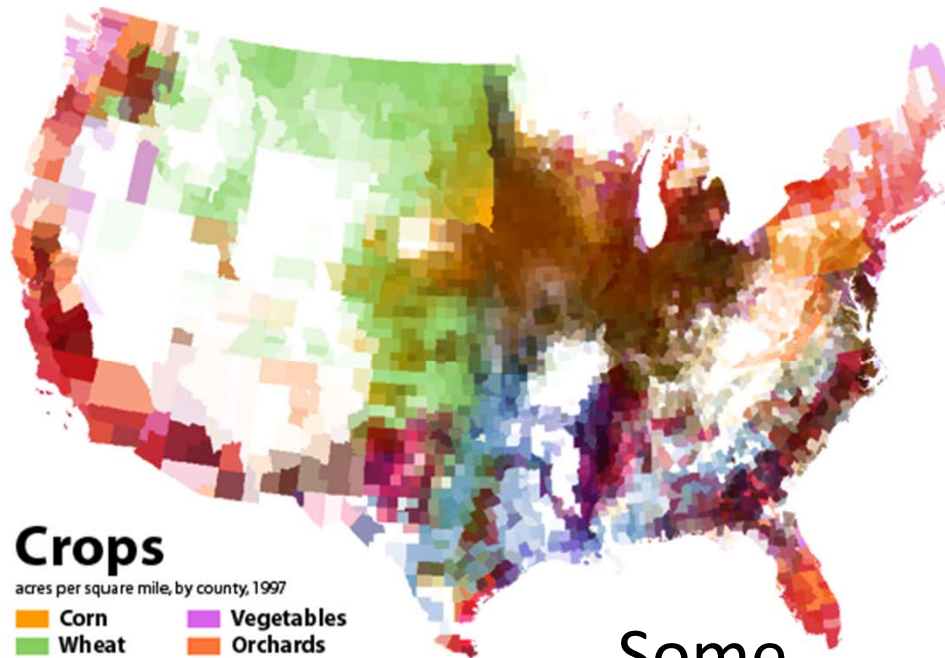 Crops
acres per square mile, by county, 1997
Corn
Vegetables
Wheat
Orchards
Some